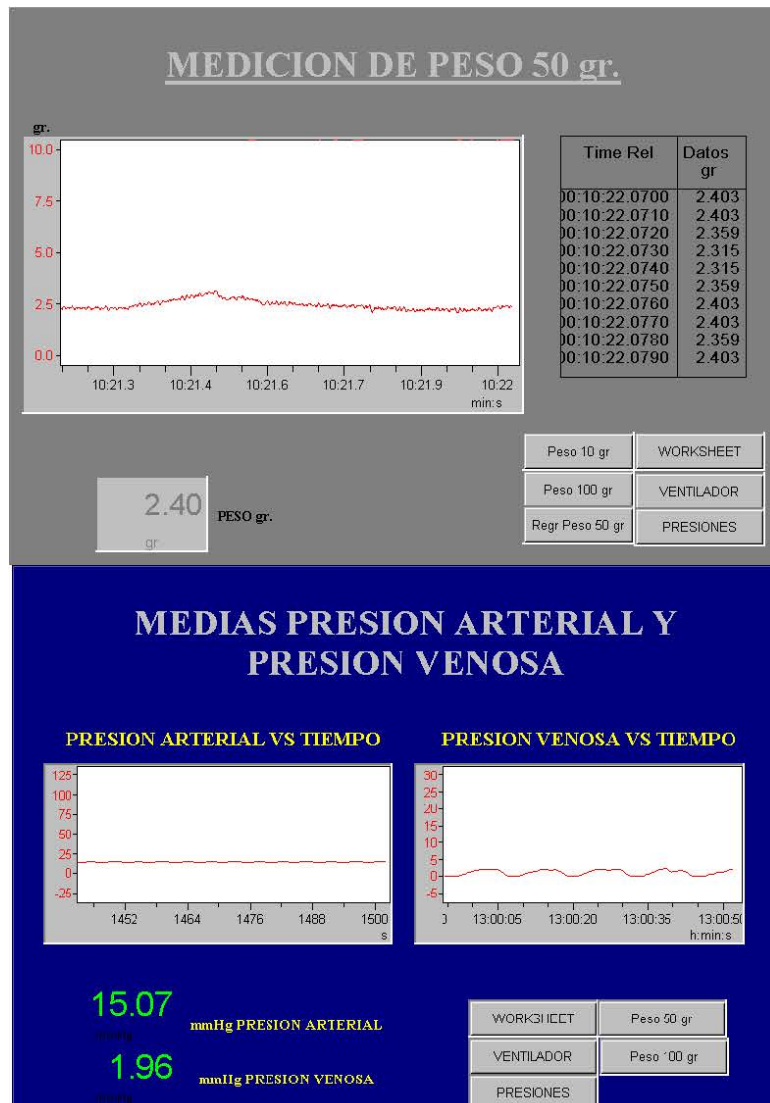 MEDICION DE PESO 50 gr.
gr.
10.0
7.5
5.0
2.5
0.0
10:21.3 10:21.4 10:21.6 10:21.7 10:21.9 10:22
min:s
Time Rel Datos
gr
00:10:22.0700 2.403
00:10:22.0710 2.403
00:10:22.0720 2.359
00:10:22.0730 2.315
00:10:22.0740 2.315
00:10:22.0750 2.359
00:10:22.0760 2.403
00:10:22.0770 2.403
00:10:22.0780 2.359
00:10:22.0790 2.403
Peso 10 gr WORKSHEET
Peso 100 gr VENTILADOR
Regr Peso 50 gr PRESIONES
2.40 PESO gr.
gr
MEDIAS PRESION ARTERIAL Y
PRESION VENOSA
PRESION ARTERIAL VS TIEMPO
125
100
75
50
25
0
-25
1452 1464 1476 1488 1500
s
PRESION VENOSA VS TIEMPO
30
25
20
15
10
5
0
-5
13:00:05 13:00:20 13:00:35 13:00:50
h:min:s
15.07 mmHg PRESION ARTERIAL
1.96 mmHg PRESION VENOSA
WORKSHEET Peso 50 gr
VENTILADOR Peso 100 gr
PRESIONES